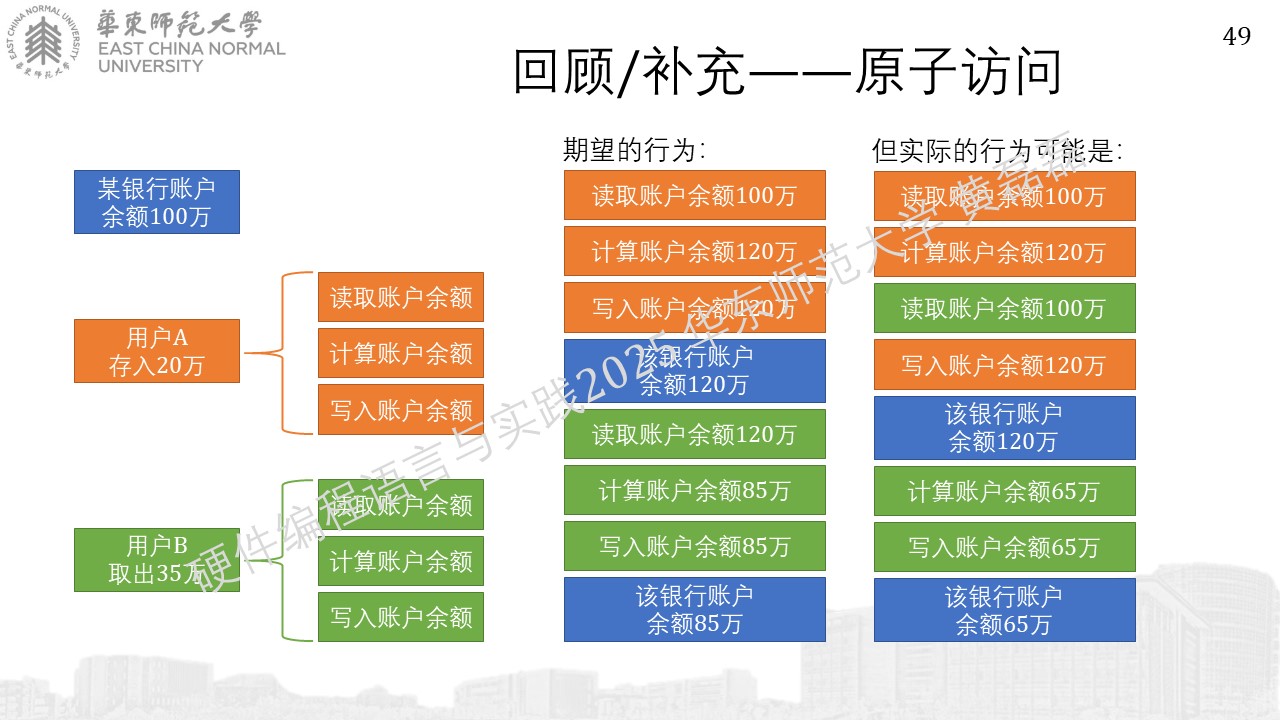 EAST CHINA NORMAL UNIVERSITY
華東師范大學
華東師范大學
EAST CHINA NORMAL
UNIVERSITY
49
回顾/补充——原子访问
某银行账户
余额100万
用户A
存入20万
读取账户余额
计算账户余额
写入账户余额
用户B
取出35万
读取账户余额
计算账户余额
写入账户余额
期望的行为:
读取账户余额100万
计算账户余额120万
写入账户余额120万
该银行账户
余额120万
读取账户余额120万
计算账户余额85万
写入账户余额85万
该银行账户
余额85万
但实际的行为可能是:
读取账户余额100万
计算账户余额120万
读取账户余额100万
写入账户余额120万
该银行账户
余额120万
计算账户余额65万
写入账户余额65万
该银行账户
余额65万
硬件编程语言与实践2025 华东师范大学 黄磊磊